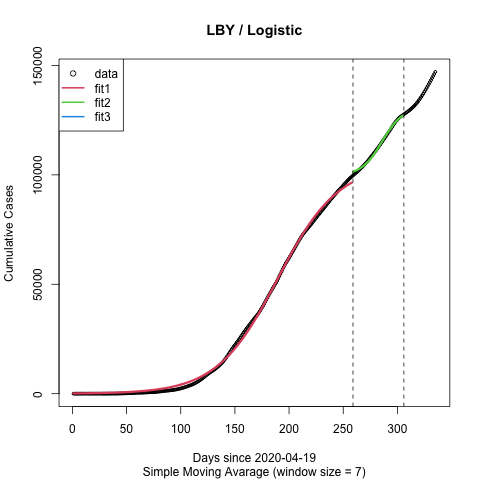 LBY / Logistic
data
fit1
fit2
fit3
Cumulative Cases
150000
100000
50000
0
0 50 100 150 200 250 300
Days since 2020-04-19
Simple Moving Avarage (window size = 7)